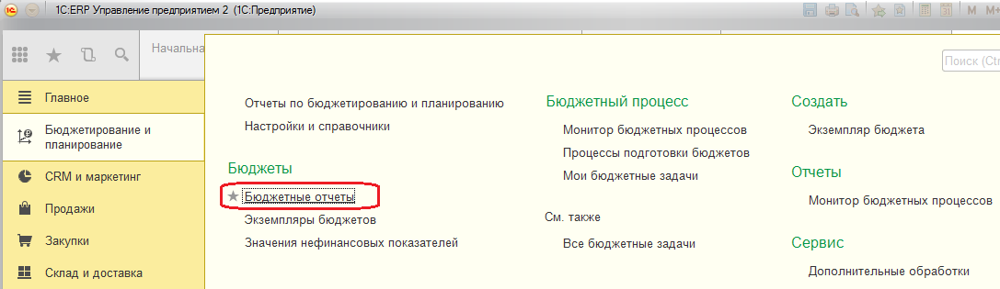 1С:ERP Управление предприятием 2 (1С:Предприятие)
M M+
Начальна
Поиск (Ctr
Главное
Бюджетирование и
планирование
CRM и маркетинг
Продажи
Закупки
Склад и доставка
Отчеты по бюджетированию и планированию
Настройки и справочники
Бюджеты
Бюджетные отчеты
Экземпляры бюджетов
Значения нефинансовых показателей
Бюджетный процесс
Монитор бюджетных процессов
Процессы подготовки бюджетов
Мои бюджетные задачи
См. также
Все бюджетные задачи
Создать
Экземпляр бюджета
Отчеты
Монитор бюджетных процессов
Сервис
Дополнительные обработки